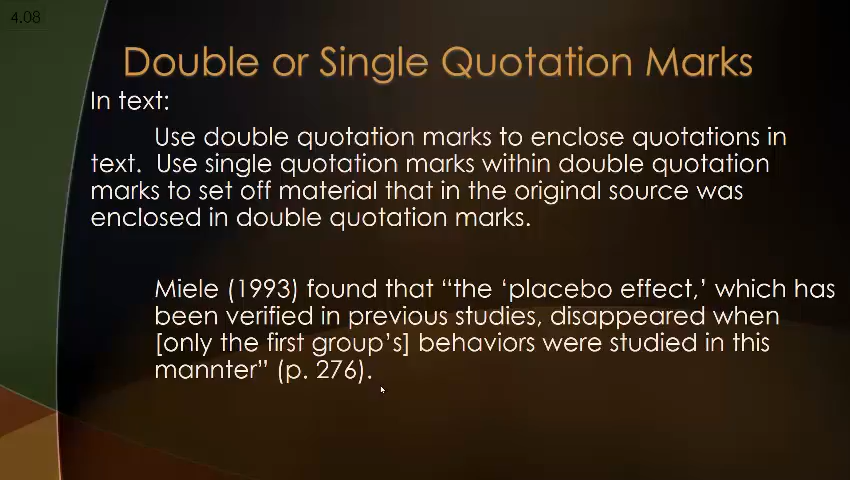 4.08
Double or Single Quotation Marks
In text:
Use double quotation marks to enclose quotations in
text.  Use single quotation marks within double quotation
marks to set off material that in the original source was
enclosed in double quotation marks.
Miele (1993) found that “the ‘placebo effect,’ which has
been verified in previous studies, disappeared when
[only the first group’s] behaviors were studied in this
mannter” (p. 276).